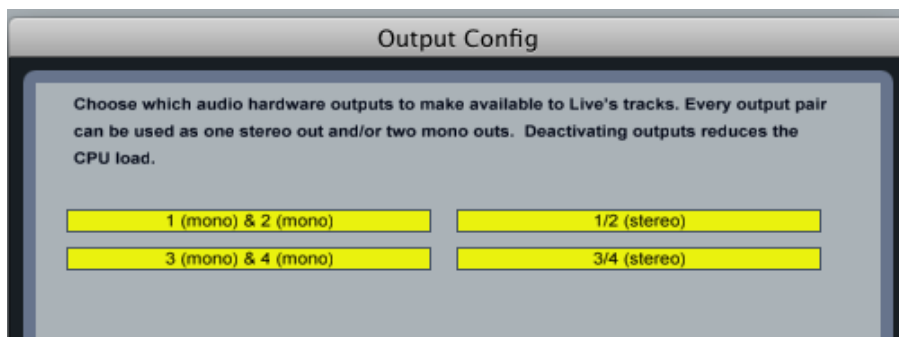 Output Config
Choose which audio hardware outputs to make available to Live's tracks. Every output pair
can be used as one stereo out and/or two mono outs.  Deactivating outputs reduces the
CPU load.
1 (mono) & 2 (mono)
1/2 (stereo)
3 (mono) & 4 (mono)
3/4 (stereo)